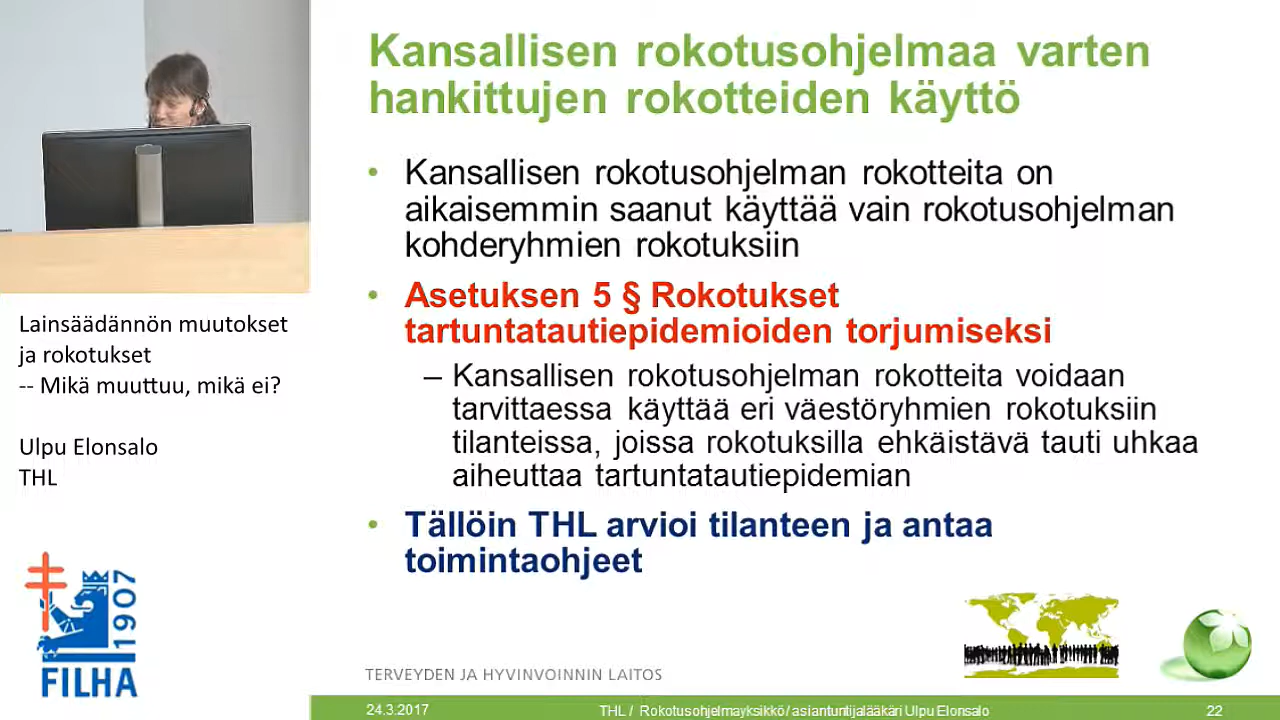 Kansallisen rokotusohjelmaa varten
hankittujen rokotteiden käyttö
• Kansallisen rokotusohjelman rokotteita on
aikaisemmin saanut käyttää vain rokotusohjelman
kohderyhmien rokotuksiin
• Asetuksen 5 § Rokotukset
tartuntatautiepidemioiden torjumiseksi
– Kansallisen rokotusohjelman rokotteita voidaan
tarvittaessa käyttää eri väestöryhmien rokotuksiin
tilanteissa, joissa rokotuksilla ehkäistävä tauti uhkaa
aiheuttaa tartuntatautiepidemian
• Tällöin THL arvioi tilanteen ja antaa
toimintaohjeet
Lainsäädännön muutokset
ja rokotukset
-- Mikä muuttuu, mikä ei?
Ulpu Elonsalo
THL
1907
FILHA
TERVEYDEN JA HYVINVOINNIN LAITOS
24.3.2017
THL / Rokotusohjelmayksikkö/ asiantuntijalääkäri Ulpu Elonsalo
22